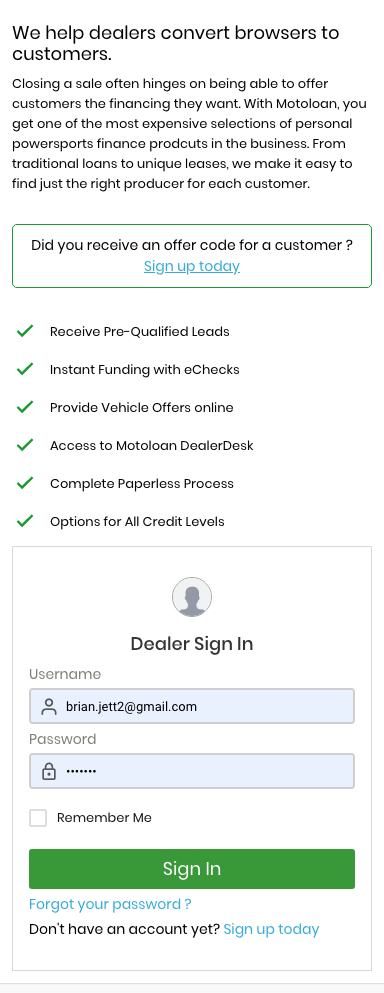 We help dealers convert browsers to
customers.
Closing a sale often hinges on being able to offer
customers the financing they want. With Motoloan, you
get one of the most expensive selections of personal
powersports finance prodcuts in the business. From
traditional loans to unique leases, we make it easy to
find just the right producer for each customer.
Did you receive an offer code for a customer ?
Sign up today
Receive Pre-Qualified Leads
Instant Funding with eChecks
Provide Vehicle Offers online
Access to Motoloan DealerDesk
Complete Paperless Process
Options for All Credit Levels
Dealer Sign In
Username
brian.jett2@gmail.com
Password
•••••••
Remember Me
Sign In
Forgot your password ?
Don't have an account yet? Sign up today